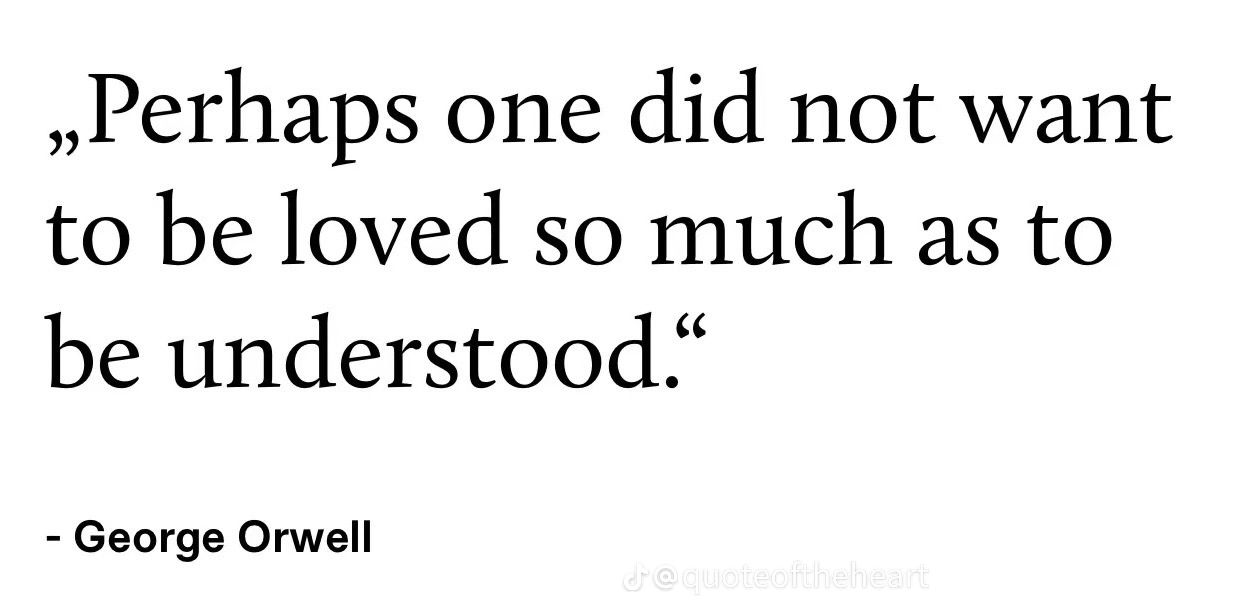 „Perhaps one did not want
to be loved so much as to
be understood.“
- George Orwell
@quoteoftheheart